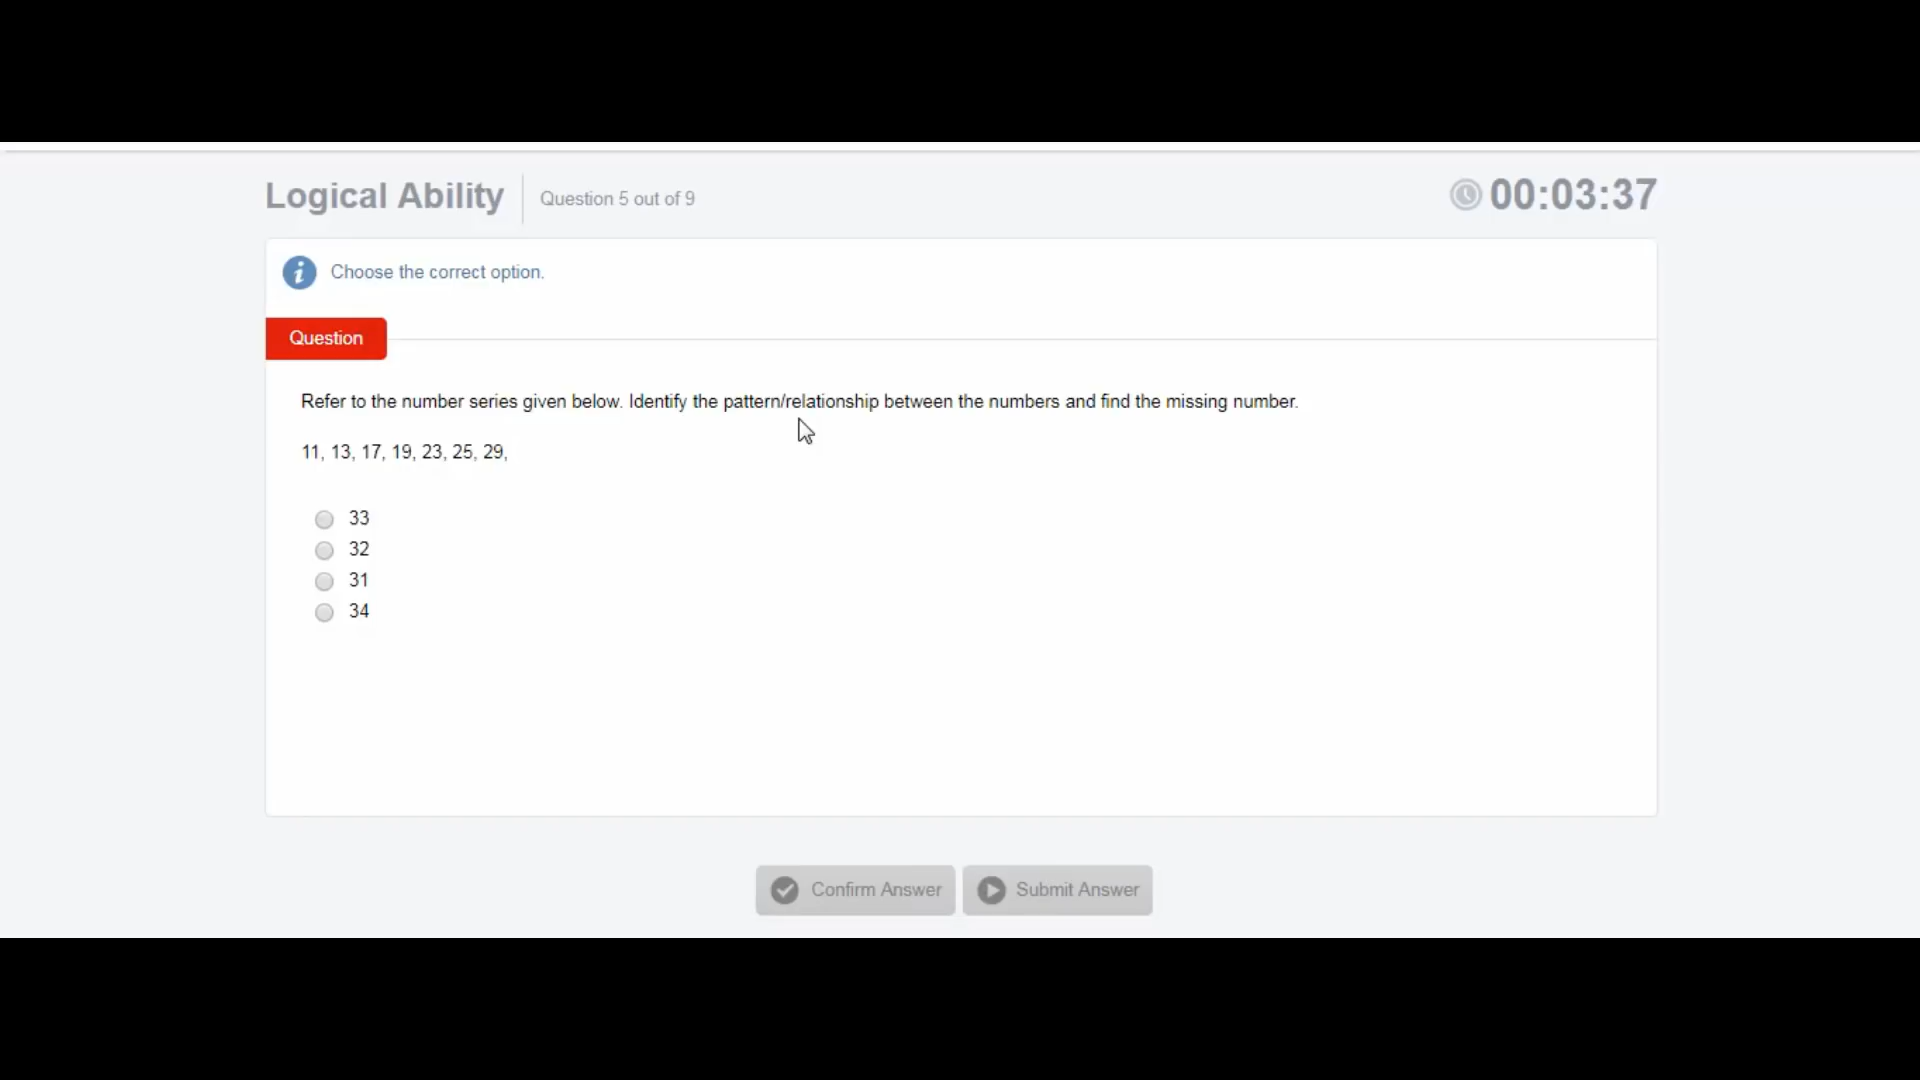 Logical Ability
Question 5 out of 9
00:03:37
i
Choose the correct option.
Question
Refer to the number series given below. Identify the pattern/relationship between the numbers and find the missing number.
11, 13, 17, 19, 23, 25, 29,
33
32
31
34
Confirm Answer
Submit Answer